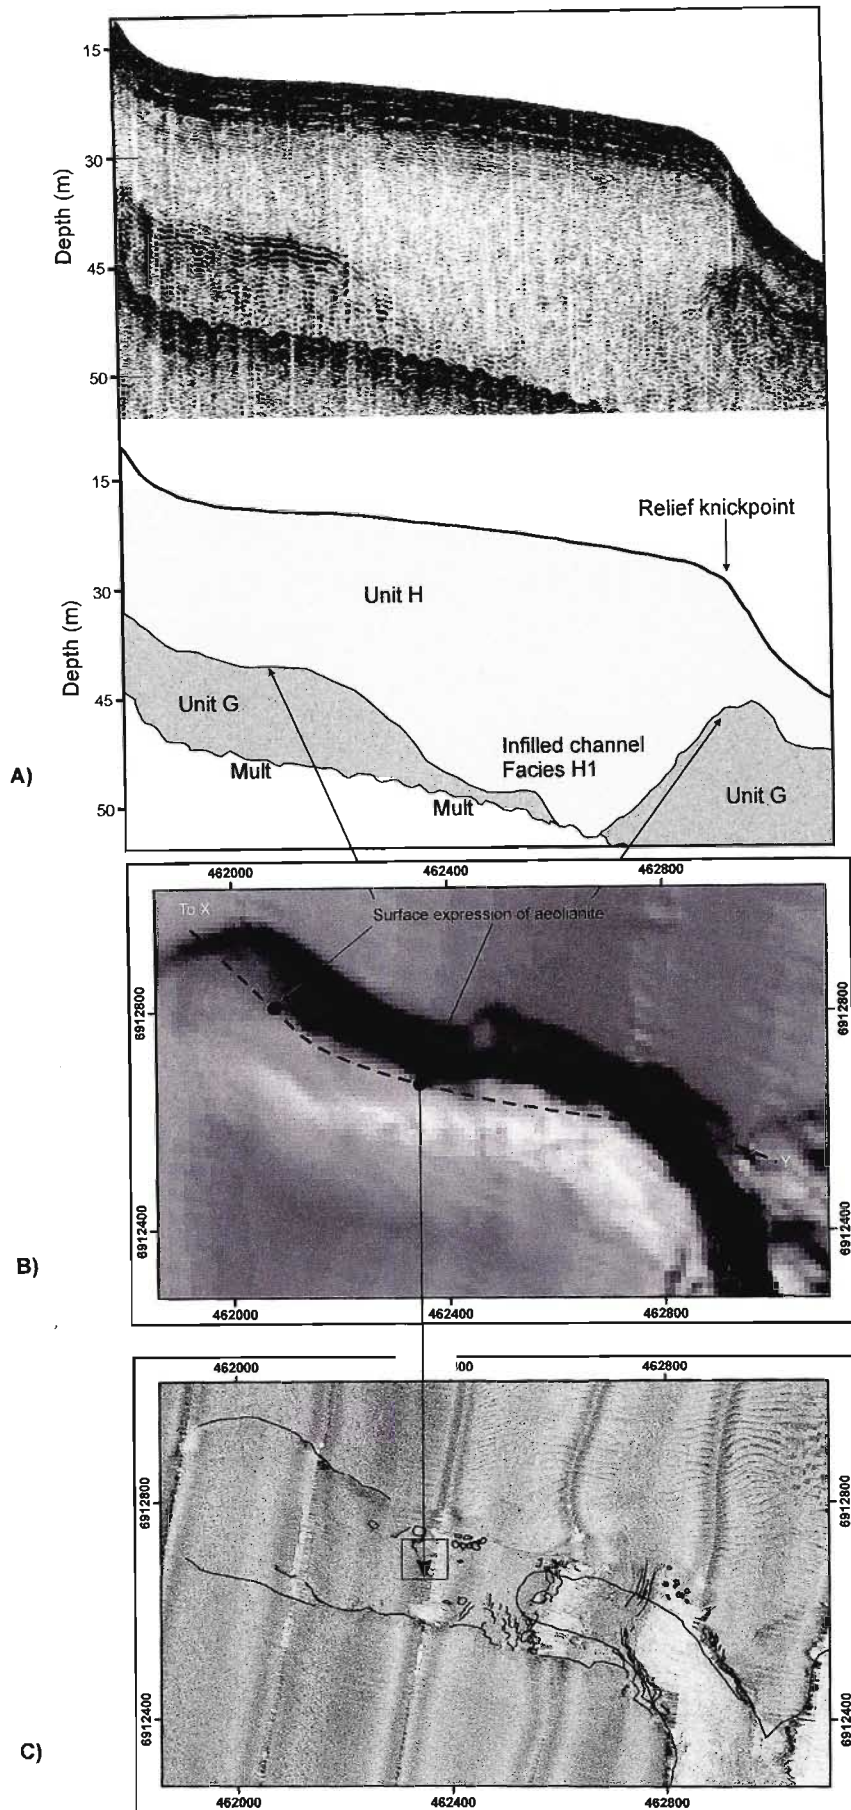 15
30
Depth (m)
45
50
15
Relief knickpoint
30
Unit H
Depth (m)
45
Unit G
Infilled channel
Facies H1
Mult
Mult
Unit G
50
A)
462000
462400
462800
To X
Surface expression of aeolianite
6912800
6912800
Y
6912400
6912400
B)
462000
462400
462800
462000
00
462800
6912800
6912800
6912400
6912400
C)
462000
462400
462800